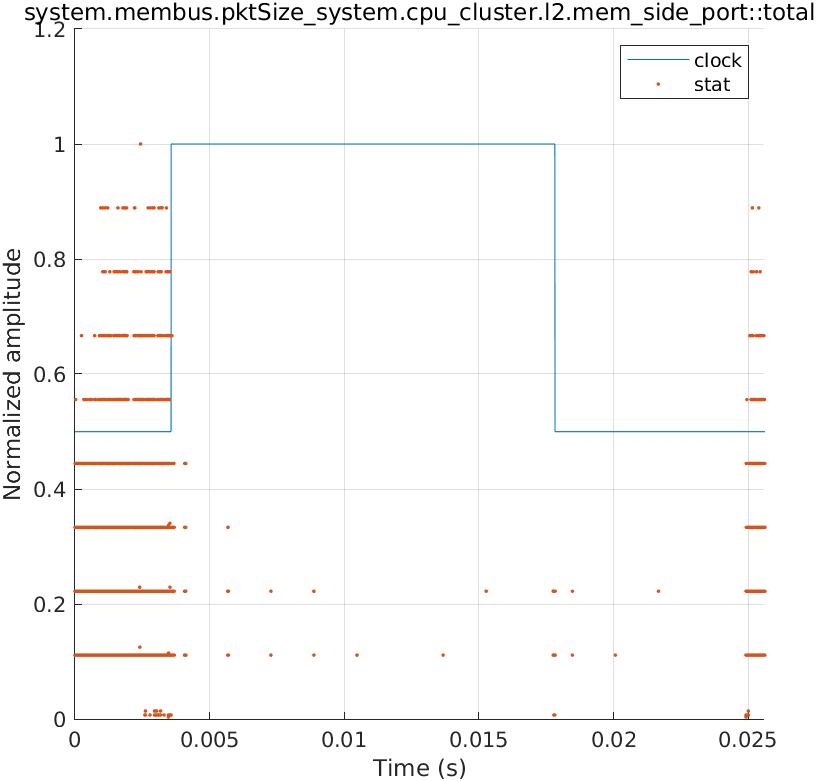 system.membus.pktSize_system.cpu_cluster.l2.mem_side_port::total
1.2
1
0.8
0.6
0.4
0.2
0
Normalized amplitude
clock
stat
0 0.005 0.01 0.015 0.02 0.025
Time (s)